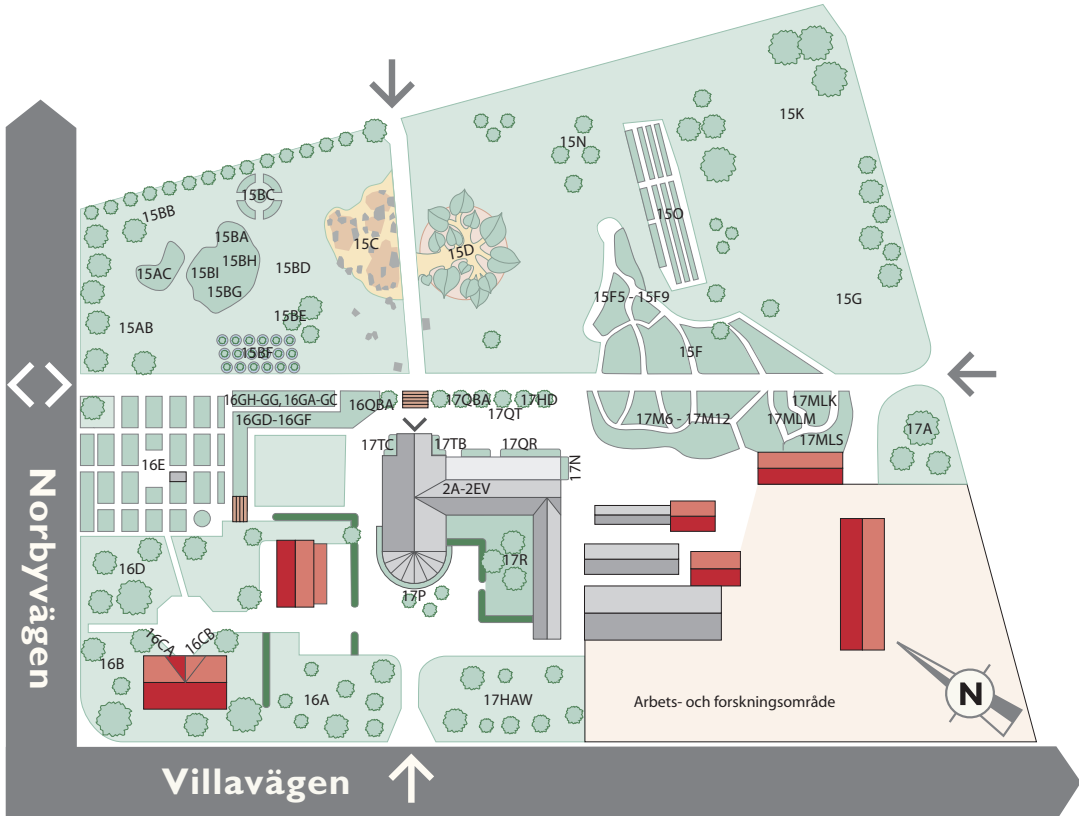 15K
15N
15BC
15BB
15O
15BA
15C
15D
15BH
15AC
15BI
15BD
15BG
15F5 - 15F9
15G
15BE
15AB
15BF
15F
16GH-GG, 16GA-GC
16QBA
17QBA
17HD
17MLK
17QT
16GD-16GF
17M6 - 17M12
17MLM
17A
17MLS
17TC
17TB
17QR
16E
17N
2A-2EV
Norbyvägen
17R
16D
17P
16CA
16CB
16B
16A
17HAW
Arbets- och forskningsområde
N
Villavägen